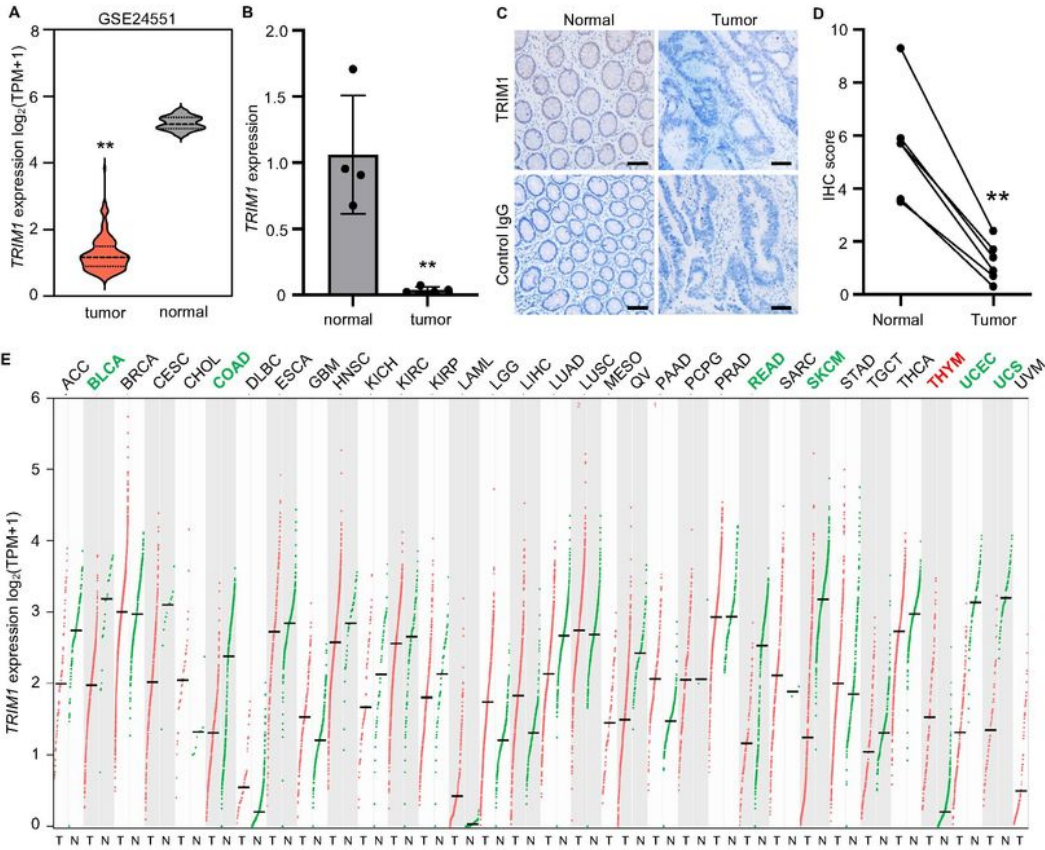 A
GSE24551
TRIM1 expression log2(TPM+1)
8
6
4
2
0
**
tumor
normal
B
TRIM1 expression
2.0
1.5
1.0
0.5
0
**
normal
tumor
C
Normal
Tumor
TRIM1
Control IgG
D
IHC score
10
8
6
4
2
0
**
Normal
Tumor
E
ACC BLCA BRCA CESC CHOL COAD DLBC ESCA GBM HNSC KICH KIRC KIRP LAML LGG LIHC LUAD LUSC MESO QV PAAD PCPG PRAD READ SARC SKCM STAD TGCT THCA THYM UCEC UCS UVM
TRIM1 expression log2(TPM+1)
6
5
4
3
2
1
0
T N T N T N T N T N T N T N T N T N T N T N T N T N T N T N T N T N T N T T N T N T N T N T N T N T N T N T N T N T N T N T N T